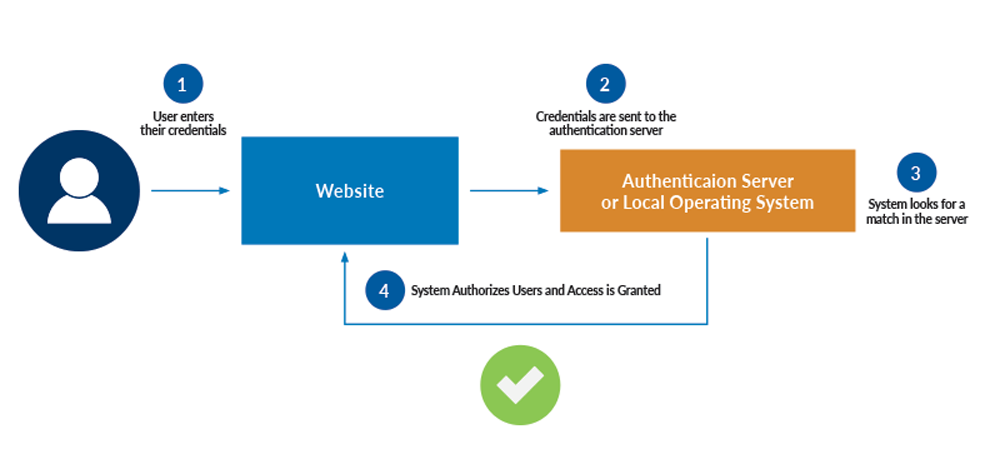 1
User enters
their credentials
Website
2
Credentials are sent to the
authentication server
Authenticaion Server
or Local Operating System
3
System looks for a
match in the server
4
System Authorizes Users and Access is Granted